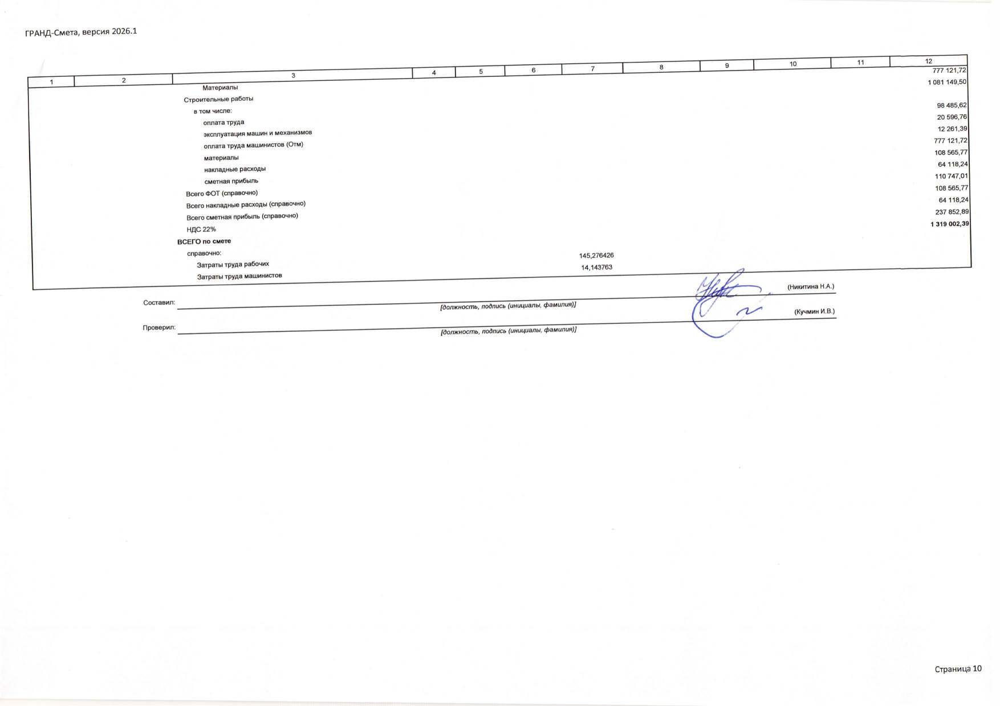 ГРАНД-Смета, версия 2026.1
1 2 3 4 5 6 7 8 9 10 11 12
Материалы 777 121,72
Строительные работы 1 081 149,50
в том числе:
оплата труда 98 485,62
эксплуатация машин и механизмов 20 596,76
оплата труда машинистов (Отм) 12 261,39
материалы 777 121,72
накладные расходы 108 565,77
сметная прибыль 64 118,24
Всего ФОТ (справочно) 110 747,01
Всего накладные расходы (справочно) 108 565,77
Всего сметная прибыль (справочно) 64 118,24
НДС 22% 237 852,89
ВСЕГО по смете 1 319 002,39
справочно:
Затраты труда рабочих 145,276426
Затраты труда машинистов 14,143763
Составил: (Никитина Н.А.)
[должность, подпись (инициалы, фамилия)]
Проверил: (Кучмин И.В.)
[должность, подпись (инициалы, фамилия)]
Страница 10